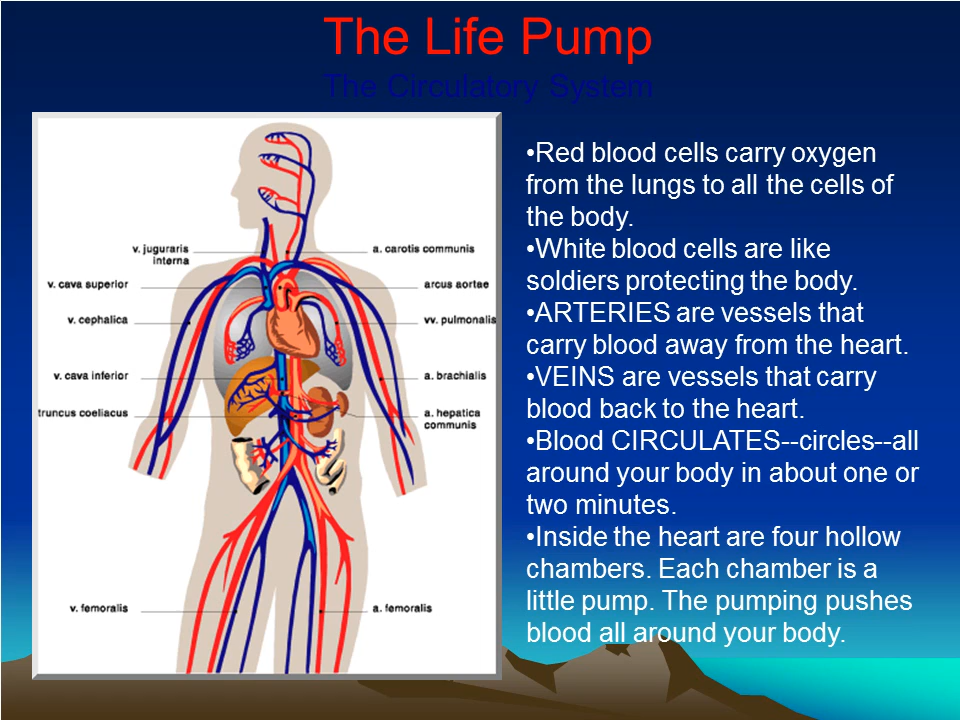 The Life Pump
The Circulatory System
v. juguraris
interna
a. carotis communis
v. cava superior
arcus aortae
v. cephalica
vv. pulmonalis
v. cava inferior
a. brachialis
truncus coeliacus
a. hepatica
communis
v. femoralis
a. femoralis
•Red blood cells carry oxygen
from the lungs to all the cells of
the body.
•White blood cells are like
soldiers protecting the body.
•ARTERIES are vessels that
carry blood away from the heart.
•VEINS are vessels that carry
blood back to the heart.
•Blood CIRCULATES--circles--all
around your body in about one or
two minutes.
•Inside the heart are four hollow
chambers. Each chamber is a
little pump. The pumping pushes
blood all around your body.